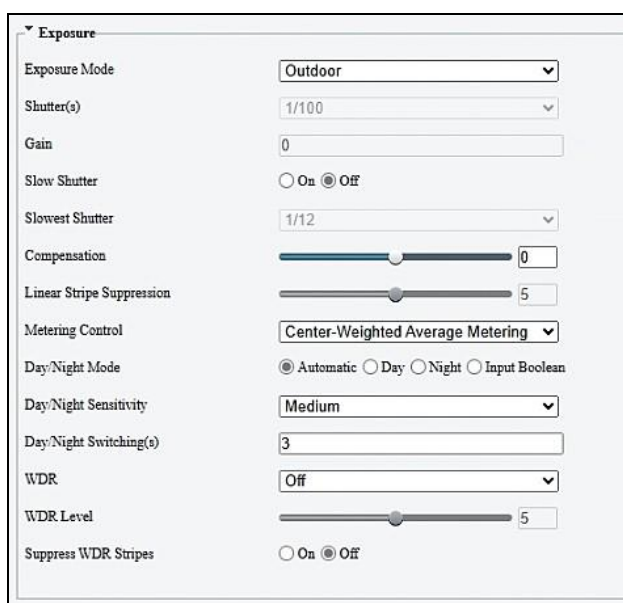 Exposure
Exposure Mode Outdoor
Shutter(s) 1/100
Gain 0
Slow Shutter On Off
Slowest Shutter 1/12
Compensation 0
Linear Stripe Suppression 5
Metering Control Center-Weighted Average Metering
Day/Night Mode Automatic Day Night Input Boolean
Day/Night Sensitivity Medium
Day/Night Switching(s) 3
WDR Off
WDR Level 5
Suppress WDR Stripes On Off